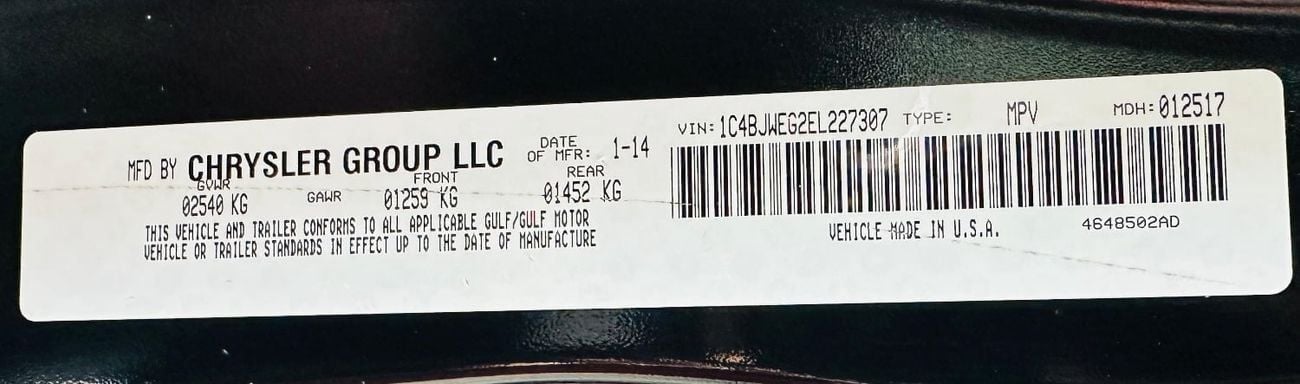 MFD BY CHRYSLER GROUP LLC
DATE OF MFR: 1-14
GVWR 02540 KG
GAWR FRONT 01259 KG
REAR 01452 KG
THIS VEHICLE AND TRAILER CONFORMS TO ALL APPLICABLE GULF/GULF MOTOR
VEHICLE OR TRAILER STANDARDS IN EFFECT UP TO THE DATE OF MANUFACTURE
VIN: 1C4BJWEG2EL227307 TYPE: MPV MDH: 012517
VEHICLE MADE IN U.S.A. 4648502AD